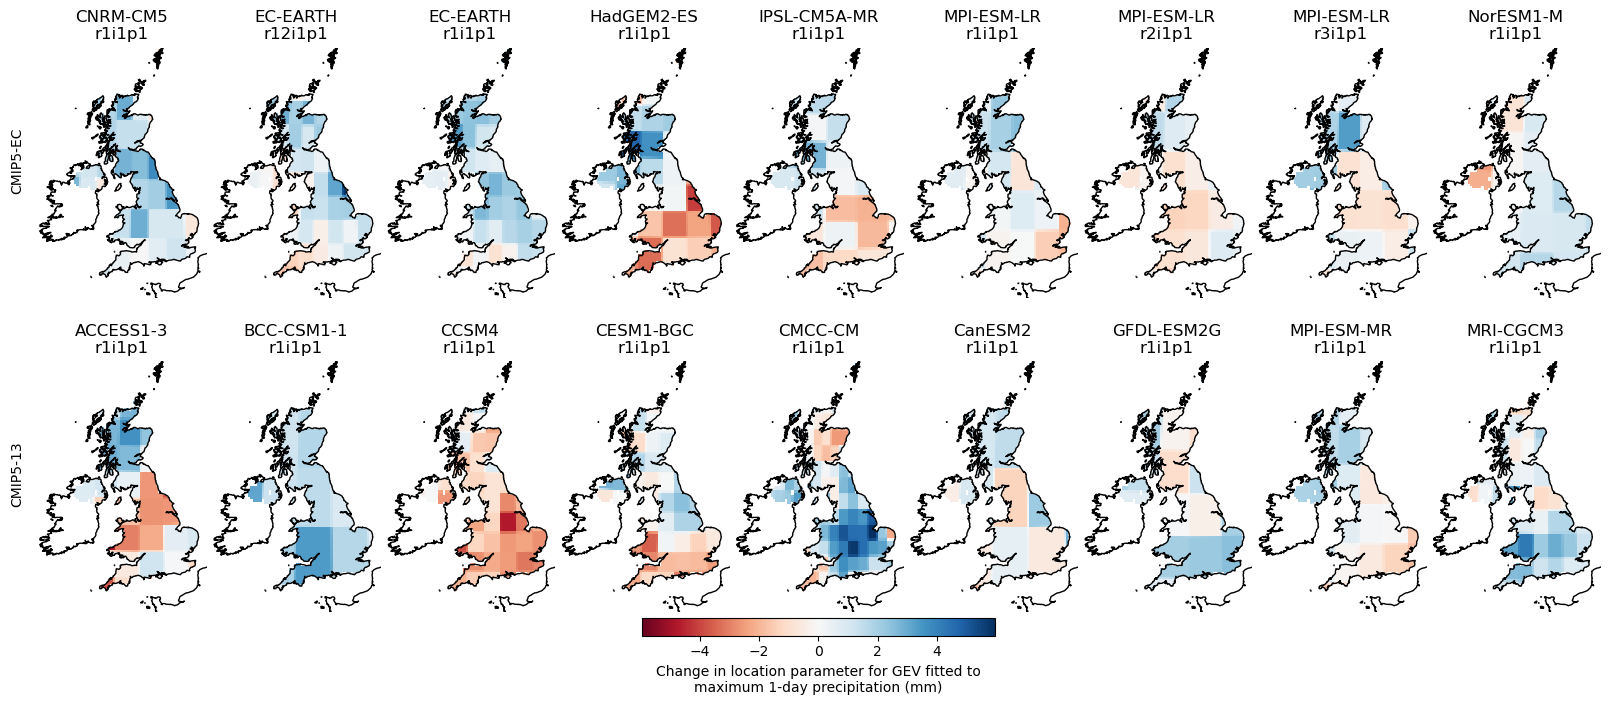 CNRM-CM5 EC-EARTH EC-EARTH HadGEM2-ES IPSL-CM5A-MR MPI-ESM-LR MPI-ESM-LR MPI-ESM-LR NorESM1-M
r1i1p1 r12i1p1 r1i1p1 r1i1p1 r1i1p1 r1i1p1 r2i1p1 r3i1p1 r1i1p1
CMIP5-EC
ACCESS1-3 BCC-CSM1-1 CCSM4 CESM1-BGC CMCC-CM CanESM2 GFDL-ESM2G MPI-ESM-MR MRI-CGCM3
r1i1p1 r1i1p1 r1i1p1 r1i1p1 r1i1p1 r1i1p1 r1i1p1 r1i1p1 r1i1p1
CMIP5-13
−4 −2 0 2 4
Change in location parameter for GEV fitted to
maximum 1-day precipitation (mm)